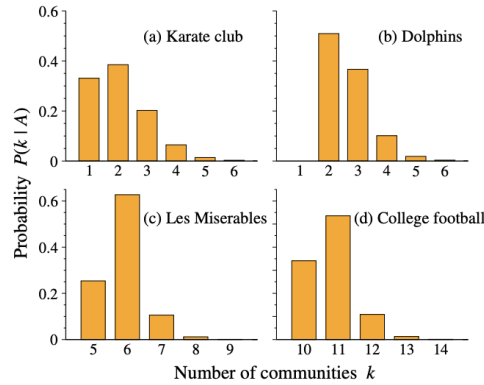 0.6
0.4
0.2
0
(a) Karate club
1 2 3 4 5 6
(b) Dolphins
1 2 3 4 5 6
Probability P(k | A)
0.6
0.4
0.2
0
(c) Les Miserables
5 6 7 8 9
(d) College football
10 11 12 13 14
Number of communities k